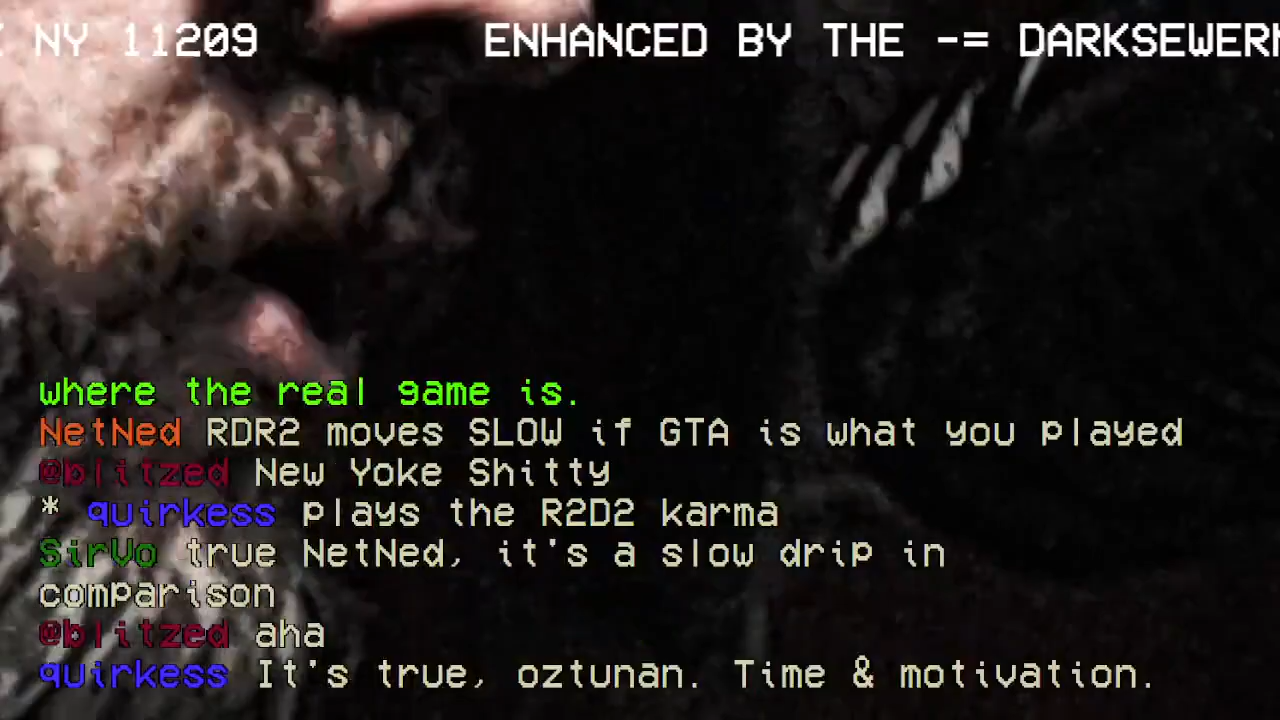 NY 11209 ENHANCED BY THE -= DARKSEWER
where the real game is.
NetNed RDR2 moves SLOW if GTA is what you played
@blitzed New Yoke Shitty
* quirkess plays the R2D2 karma
SirVo true NetNed, it's a slow drip in
comparison
@blitzed aha
quirkess It's true, oztunan. Time & motivation.